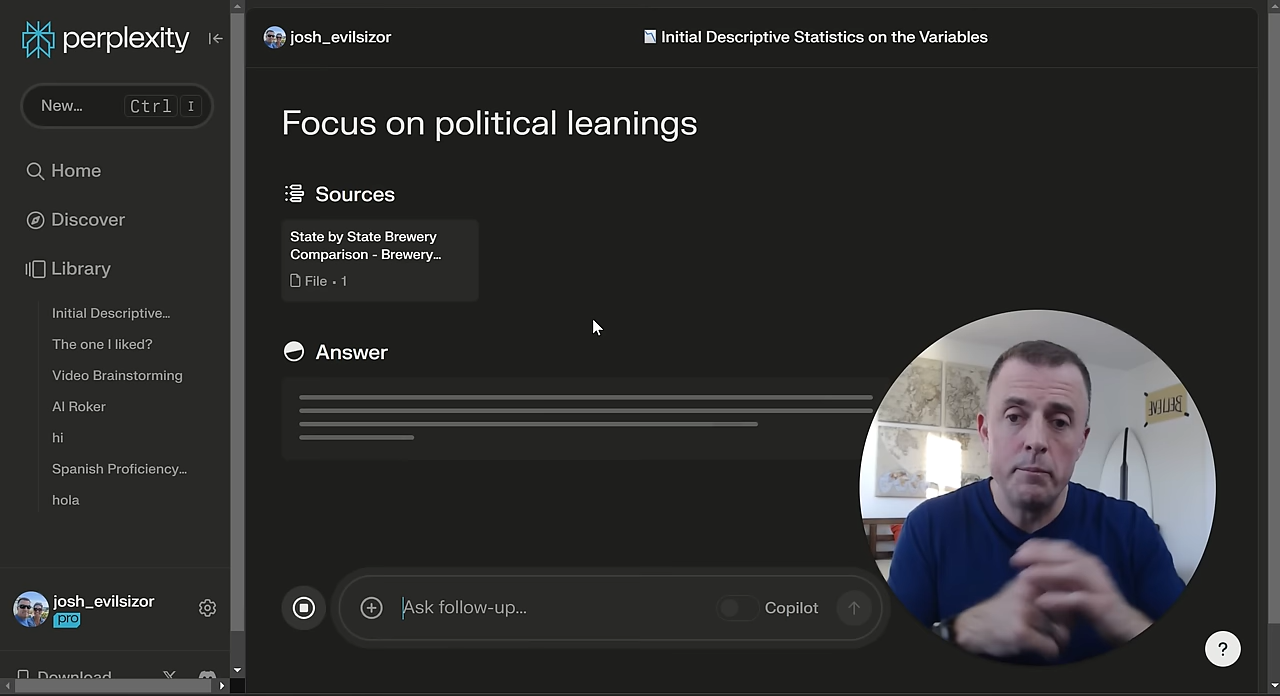 perplexity
New...
Ctrl I
Home
Discover
Library
Initial Descriptive...
The one I liked?
Video Brainstorming
AI Roker
hi
Spanish Proficiency...
hola
josh_evilsizor
pro
Download
josh_evilsizor
Initial Descriptive Statistics on the Variables
Focus on political leanings
Sources
State by State Brewery
Comparison - Brewery...
File • 1
Answer
Ask follow-up...
Copilot
?
BELIEVE